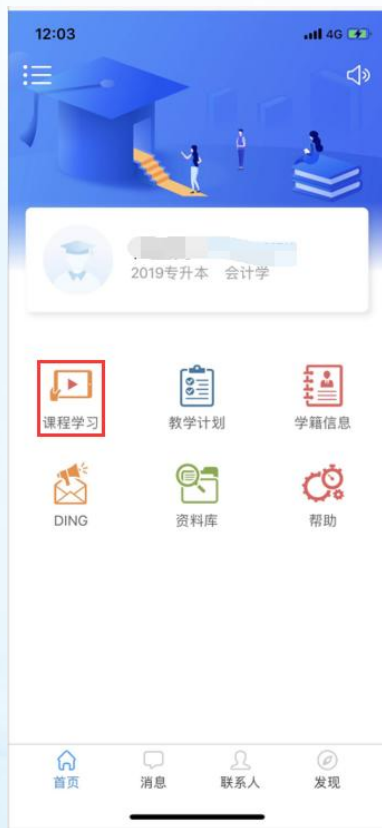 12:03 4G
2019专升本 会计学
课程学习 教学计划 学籍信息
DING 资料库 帮助
首页 消息 联系人 发现